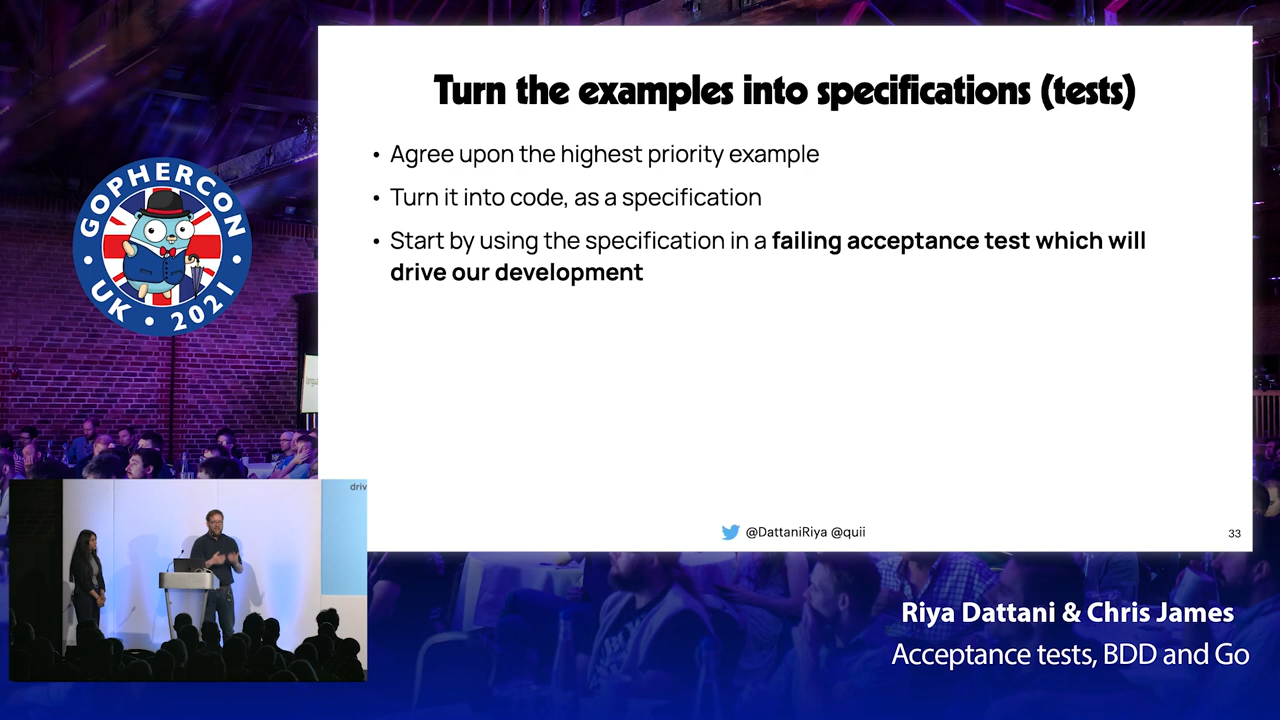 Turn the examples into specifications (tests)
• Agree upon the highest priority example
• Turn it into code, as a specification
• Start by using the specification in a failing acceptance test which will
drive our development
@DattaniRiya @quii
33
GOPHERCON
UK • 2021
driv
Riya Dattani & Chris James
Acceptance tests, BDD and Go